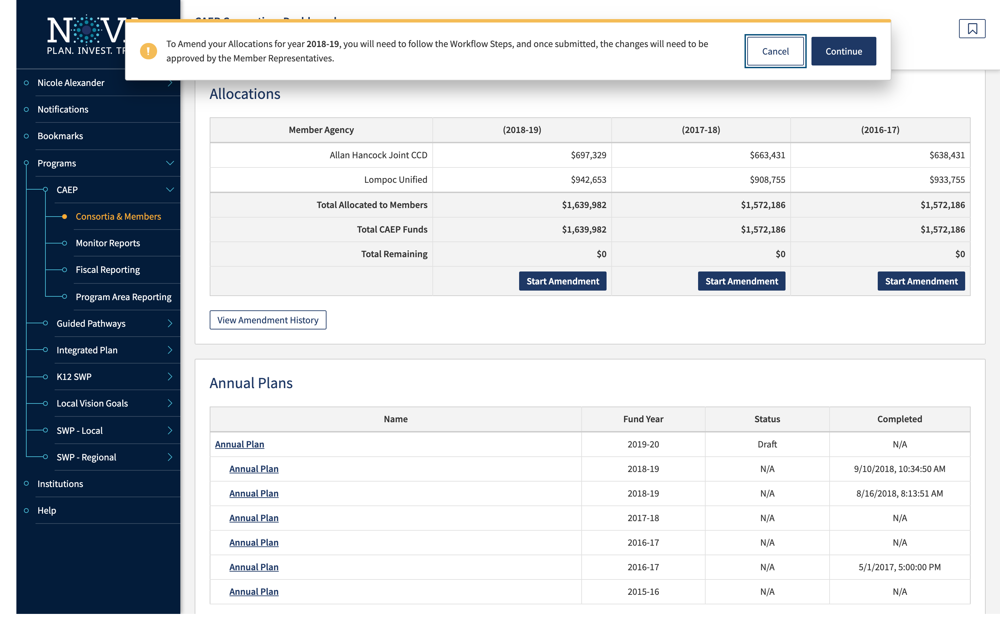 PLAN. INVEST.
To Amend your Allocations for year 2018-19, you will need to follow the Workflow Steps, and once submitted, the changes will need to be
approved by the Member Representatives.
Cancel
Continue
Nicole Alexander
Notifications
Bookmarks
Programs
CAEP
Consortia & Members
Monitor Reports
Fiscal Reporting
Program Area Reporting
Guided Pathways
Integrated Plan
K12 SWP
Local Vision Goals
SWP - Local
SWP - Regional
Institutions
Help
Allocations
Member Agency (2018-19) (2017-18) (2016-17)
Allan Hancock Joint CCD $697,329 $663,431 $638,431
Lompoc Unified $942,653 $908,755 $933,755
Total Allocated to Members $1,639,982 $1,572,186 $1,572,186
Total CAEP Funds $1,639,982 $1,572,186 $1,572,186
Total Remaining $0 $0 $0
Start Amendment Start Amendment Start Amendment
View Amendment History
Annual Plans
Name Fund Year Status Completed
Annual Plan 2019-20 Draft N/A
Annual Plan 2018-19 N/A 9/10/2018, 10:34:50 AM
Annual Plan 2018-19 N/A 8/16/2018, 8:13:51 AM
Annual Plan 2017-18 N/A N/A
Annual Plan 2016-17 N/A N/A
Annual Plan 2016-17 N/A 5/1/2017, 5:00:00 PM
Annual Plan 2015-16 N/A N/A